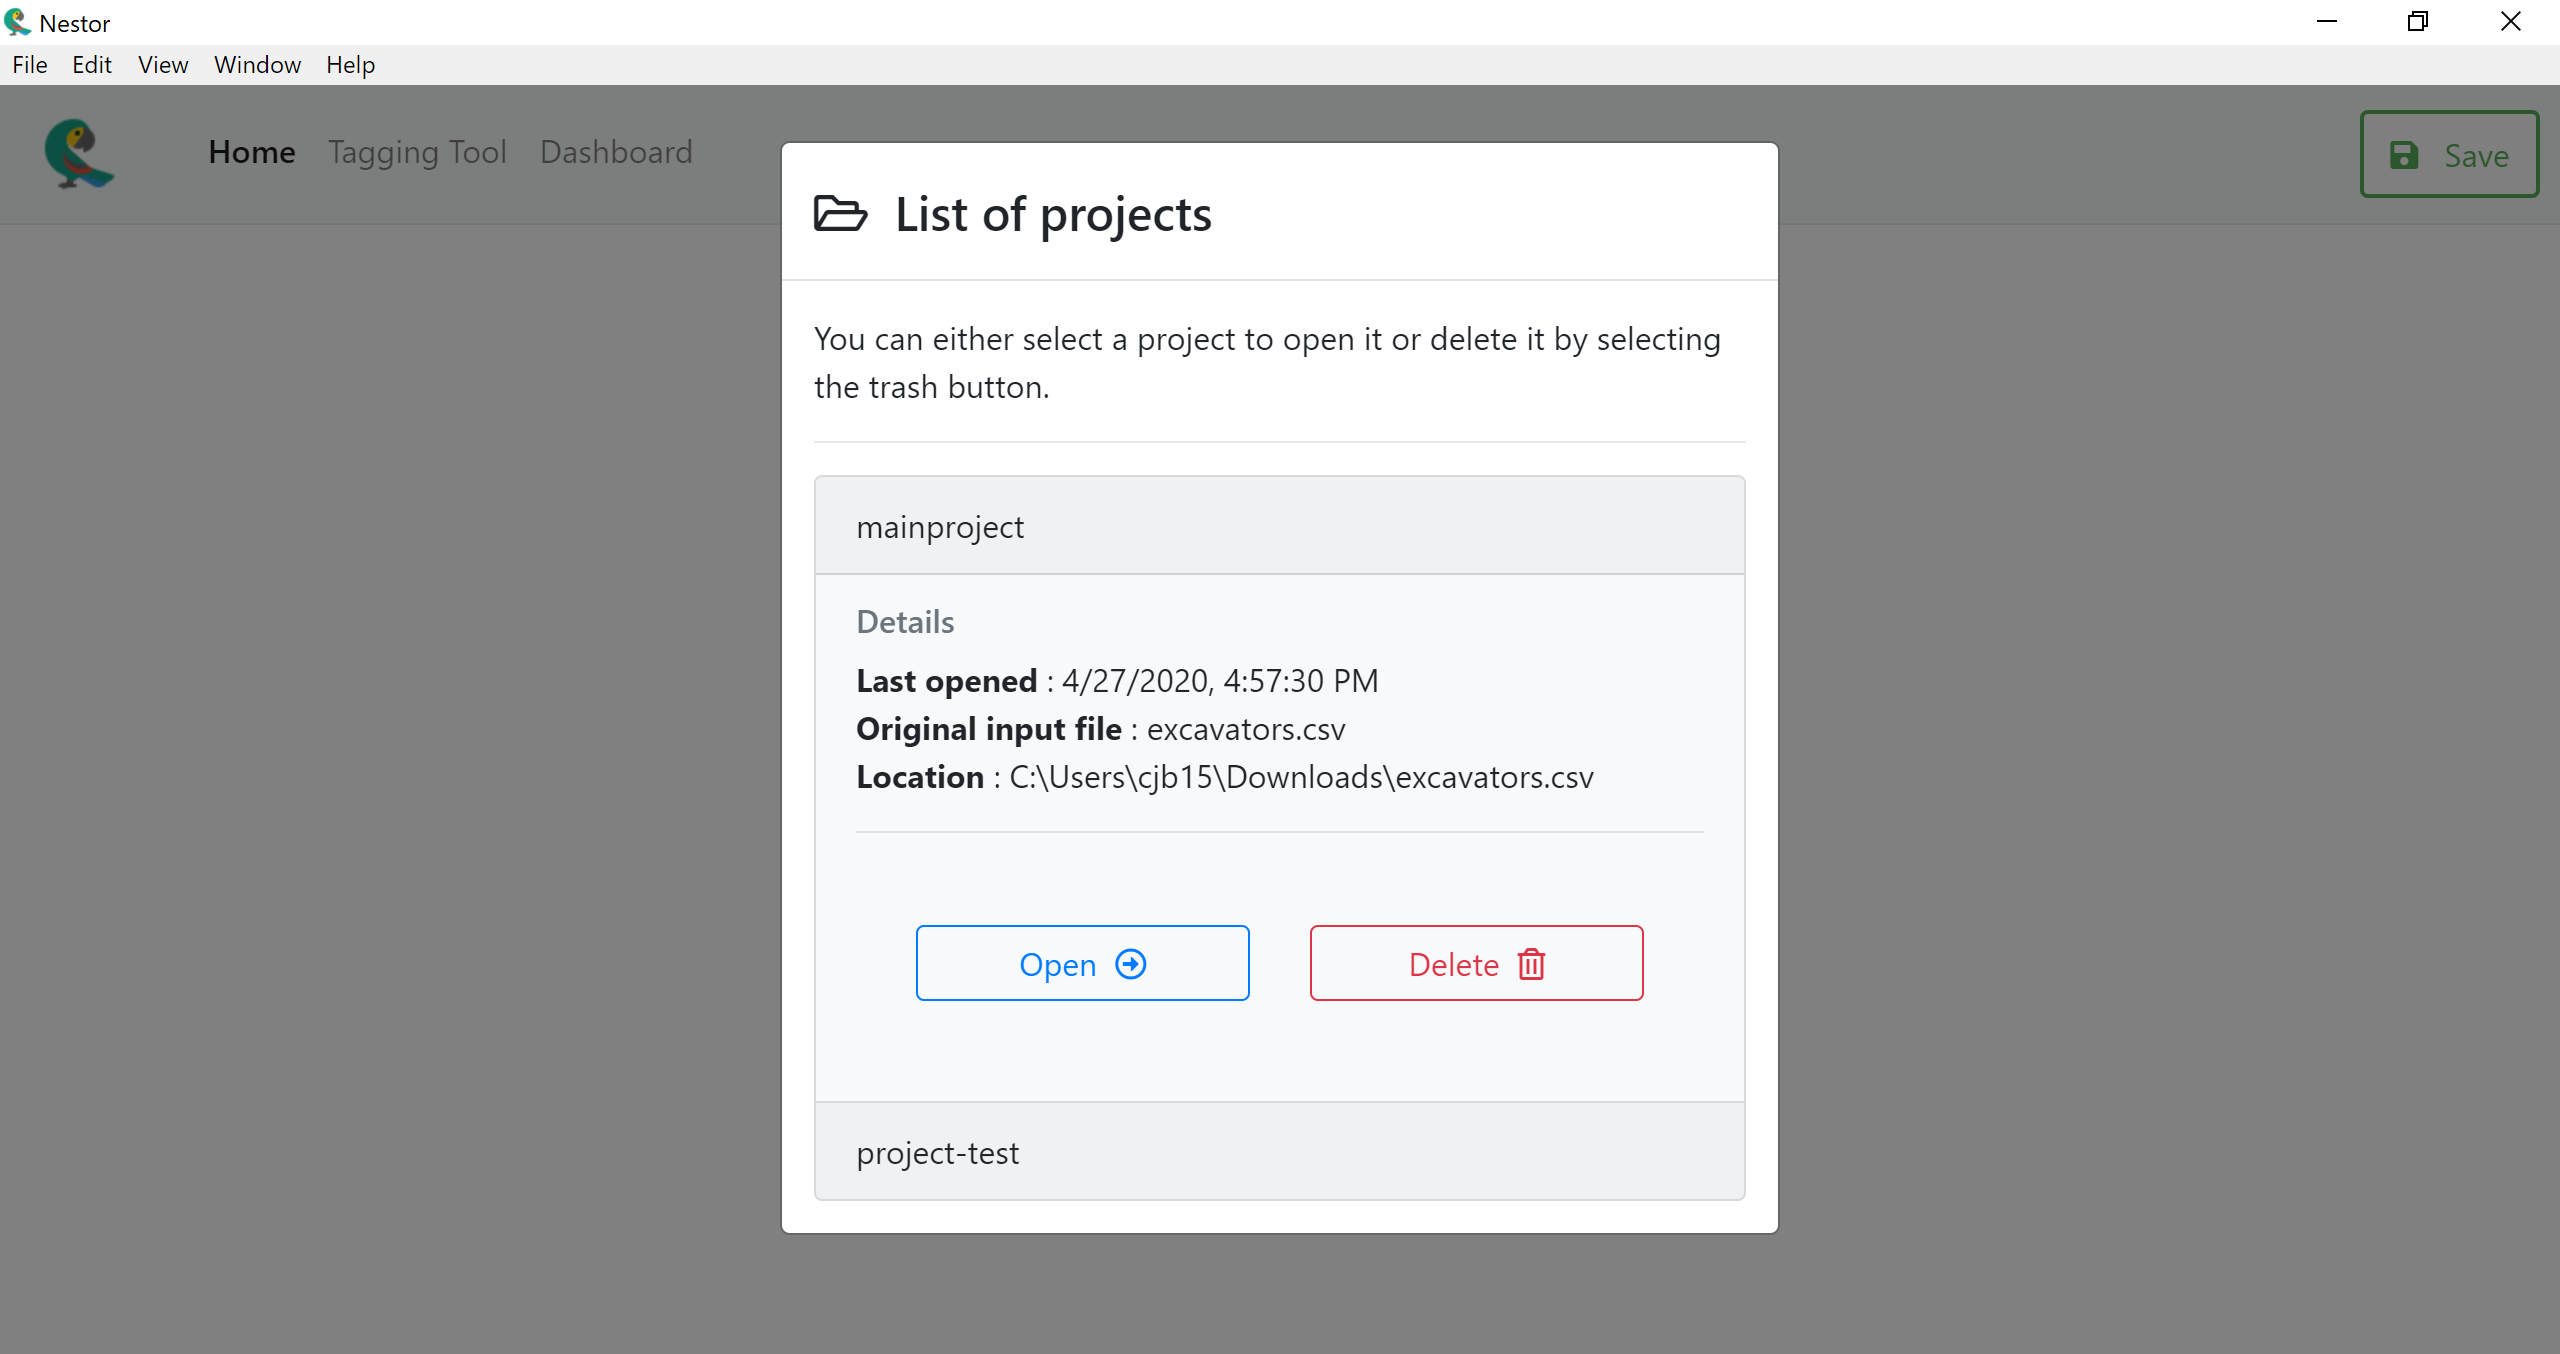 Nestor
File Edit View Window Help
Home Tagging Tool Dashboard
Save
List of projects
You can either select a project to open it or delete it by selecting
the trash button.
mainproject
Details
Last opened : 4/27/2020, 4:57:30 PM
Original input file : excavators.csv
Location : C:\Users\cjb15\Downloads\excavators.csv
Open
Delete
project-test